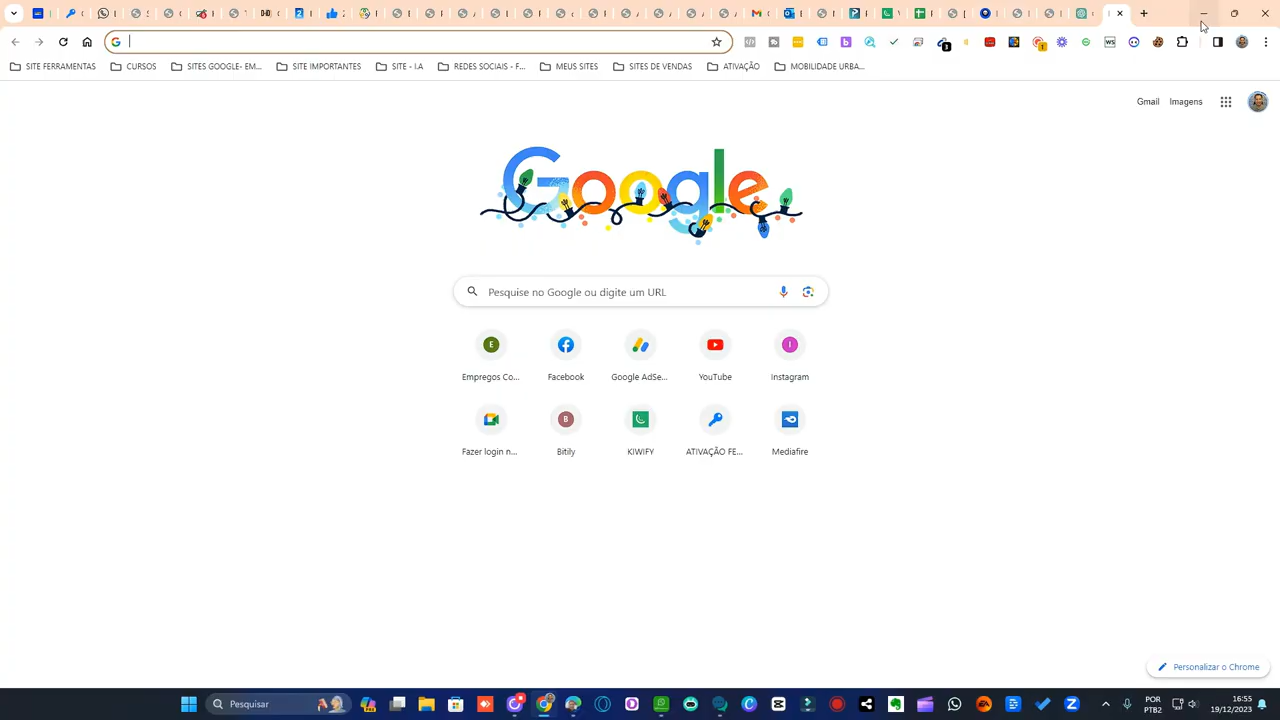 SITE FERRAMENTAS
CURSOS
SITES GOOGLE- EM...
SITE IMPORTANTES
SITE - I.A
REDES SOCIAIS - F...
MEUS SITES
SITES DE VENDAS
ATIVAÇÃO
MOBILIDADE URBA...
Gmail
Imagens
Google
Pesquise no Google ou digite um URL
Empregos Co...
Facebook
Google AdSe...
YouTube
Instagram
Fazer login n...
Bitily
KIWIFY
ATIVAÇÃO FE...
Mediafire
Personalizar o Chrome
Pesquisar
POR
PTB2
16:55
19/12/2023